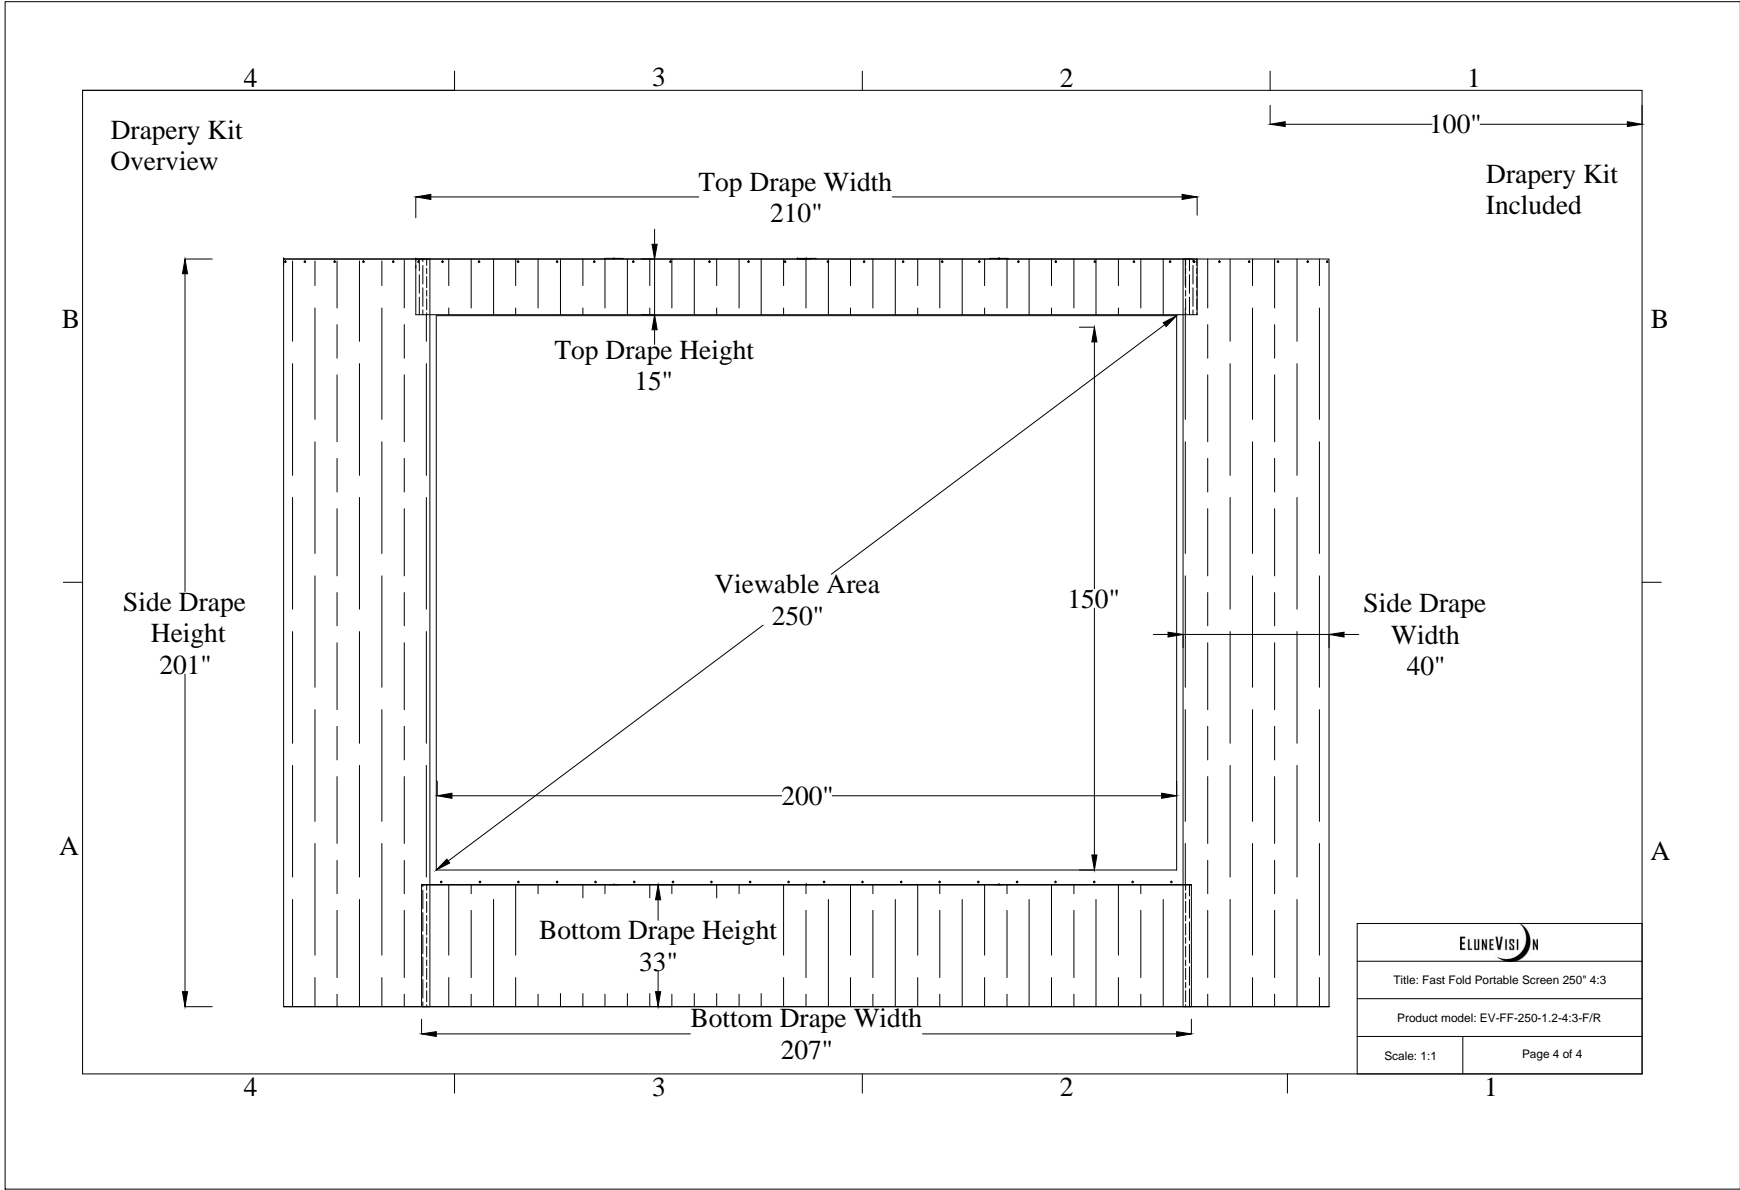 4 3 2 1
Drapery Kit
Overview
100"
Drapery Kit
Included
Top Drape Width
210"
B
B
Top Drape Height
15"
Viewable Area
250"
150"
Side Drape
Height
201"
Side Drape
Width
40"
200"
A
A
Bottom Drape Height
33"
Bottom Drape Width
207"
ELUNEVISION
Title: Fast Fold Portable Screen 250" 4:3
Product model: EV-FF-250-1.2-4:3-F/R
Scale: 1:1
Page 4 of 4
4 3 2 1